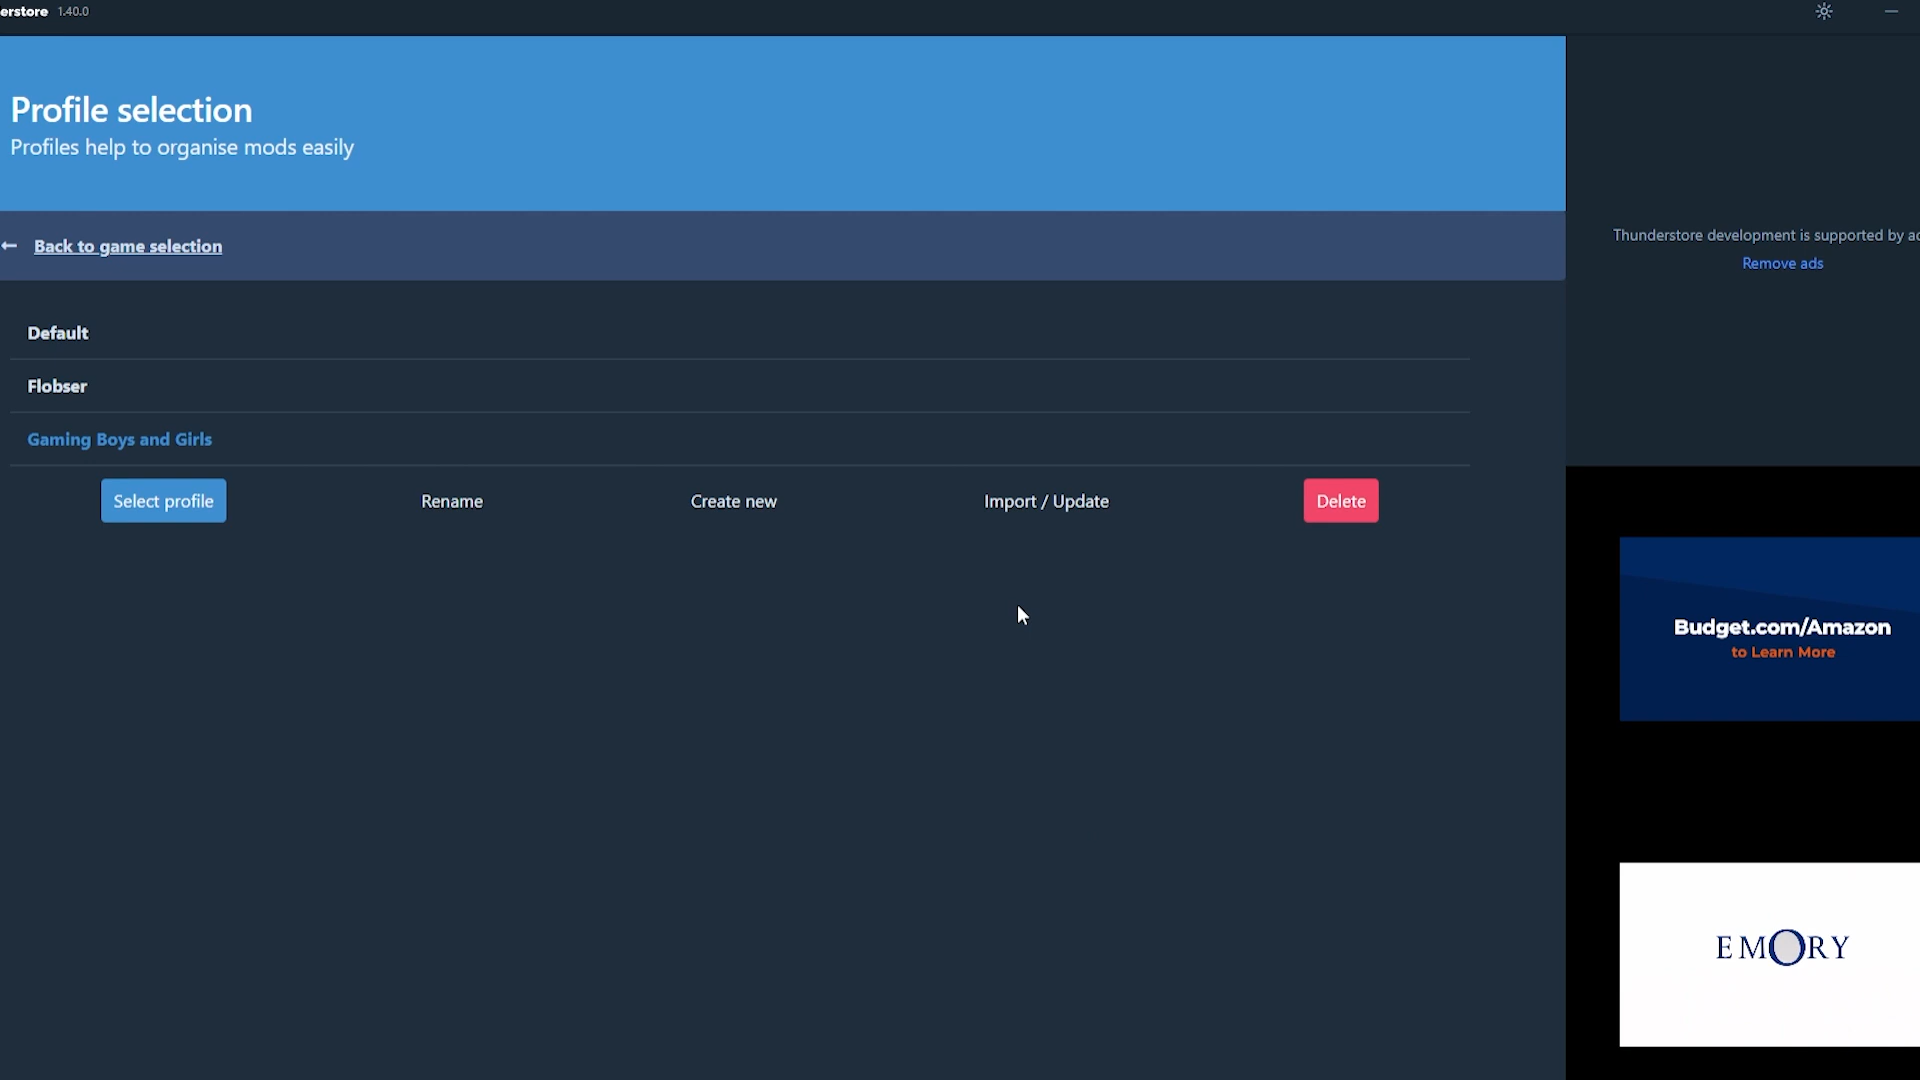 erstore 1.40.0
Profile selection
Profiles help to organise mods easily
← Back to game selection
Thunderstore development is supported by
Remove ads
Default
Flobser
Gaming Boys and Girls
Select profile
Rename
Create new
Import / Update
Delete
Budget.com/Amazon
to Learn More
EMORY